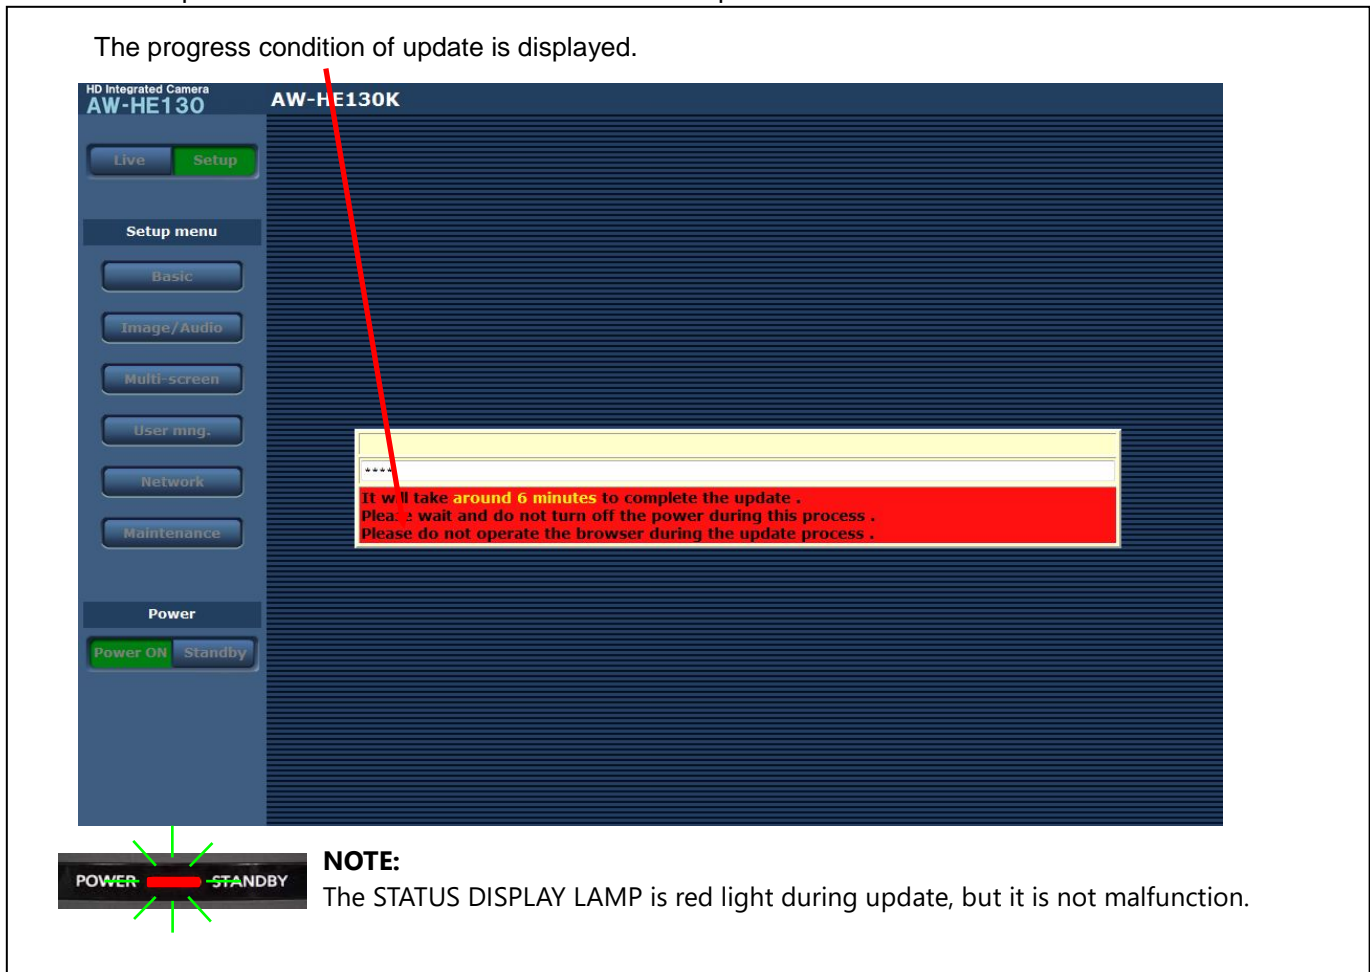 The progress condition of update is displayed.
HD Integrated Camera
AW-HE130
AW-HE130K
Live Setup
Setup menu
Basic
Image/Audio
Multi-screen
User mng.
Network
Maintenance
****
It will take around 6 minutes to complete the update .
Please wait and do not turn off the power during this process .
Please do not operate the browser during the update process .
Power
Power ON Standby
POWER STANDBY
NOTE:
The STATUS DISPLAY LAMP is red light during update, but it is not malfunction.